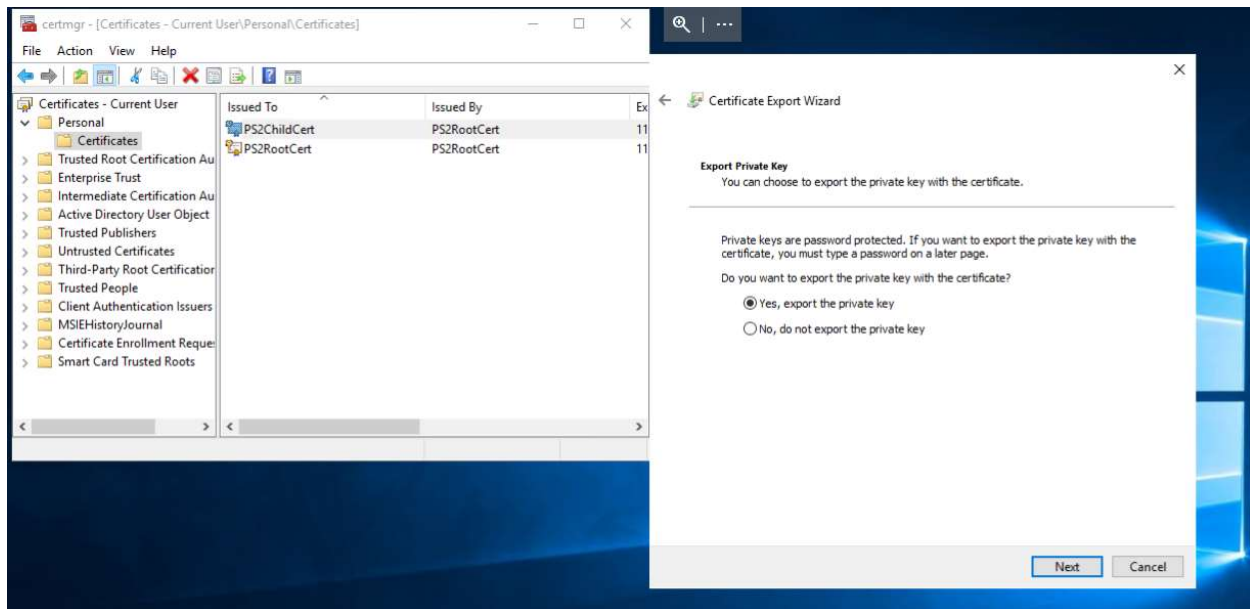 certmgr - [Certificates - Current User\Personal\Certificates]
File Action View Help
Certificates - Current User
Personal
Certificates
Trusted Root Certification Au
Enterprise Trust
Intermediate Certification Au
Active Directory User Object
Trusted Publishers
Untrusted Certificates
Third-Party Root Certification
Trusted People
Client Authentication Issuers
MSIEHistoryJournal
Certificate Enrollment Reque
Smart Card Trusted Roots
Issued To Issued By Ex
PS2ChildCert PS2RootCert 11
PS2RootCert PS2RootCert 11
Certificate Export Wizard
Export Private Key
You can choose to export the private key with the certificate.
Private keys are password protected. If you want to export the private key with the
certificate, you must type a password on a later page.
Do you want to export the private key with the certificate?
Yes, export the private key
No, do not export the private key
Next Cancel